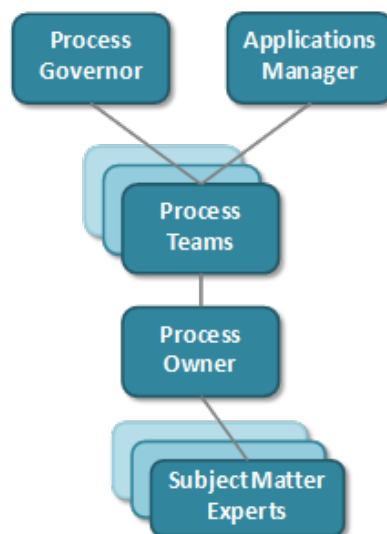 Process
Governor
Applications
Manager
Process
Teams
Process
Owner
Subject Matter
Experts